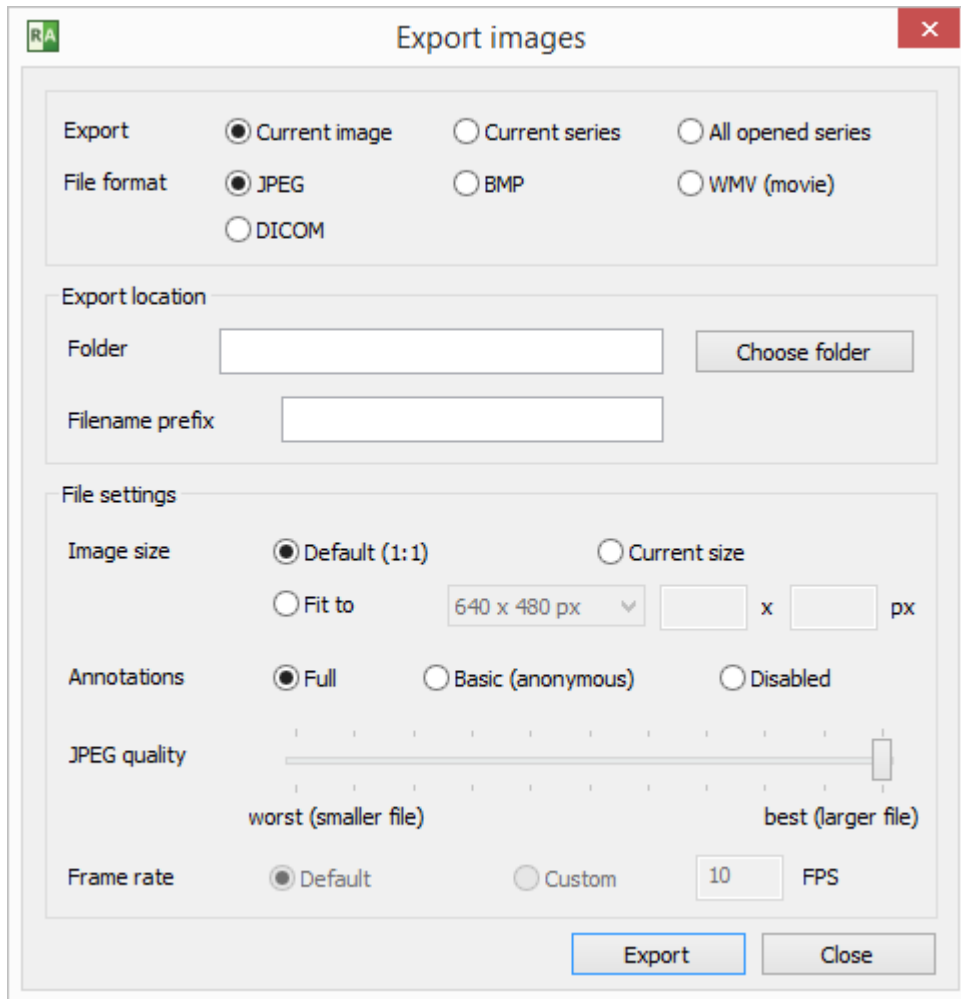 RA
Export images
Export Current image Current series All opened series
File format JPEG BMP WMV (movie)
DICOM
Export location
Folder Choose folder
Filename prefix
File settings
Image size Default (1:1) Current size
Fit to 640 x 480 px x px
Annotations Full Basic (anonymous) Disabled
JPEG quality
worst (smaller file) best (larger file)
Frame rate Default Custom 10 FPS
Export Close